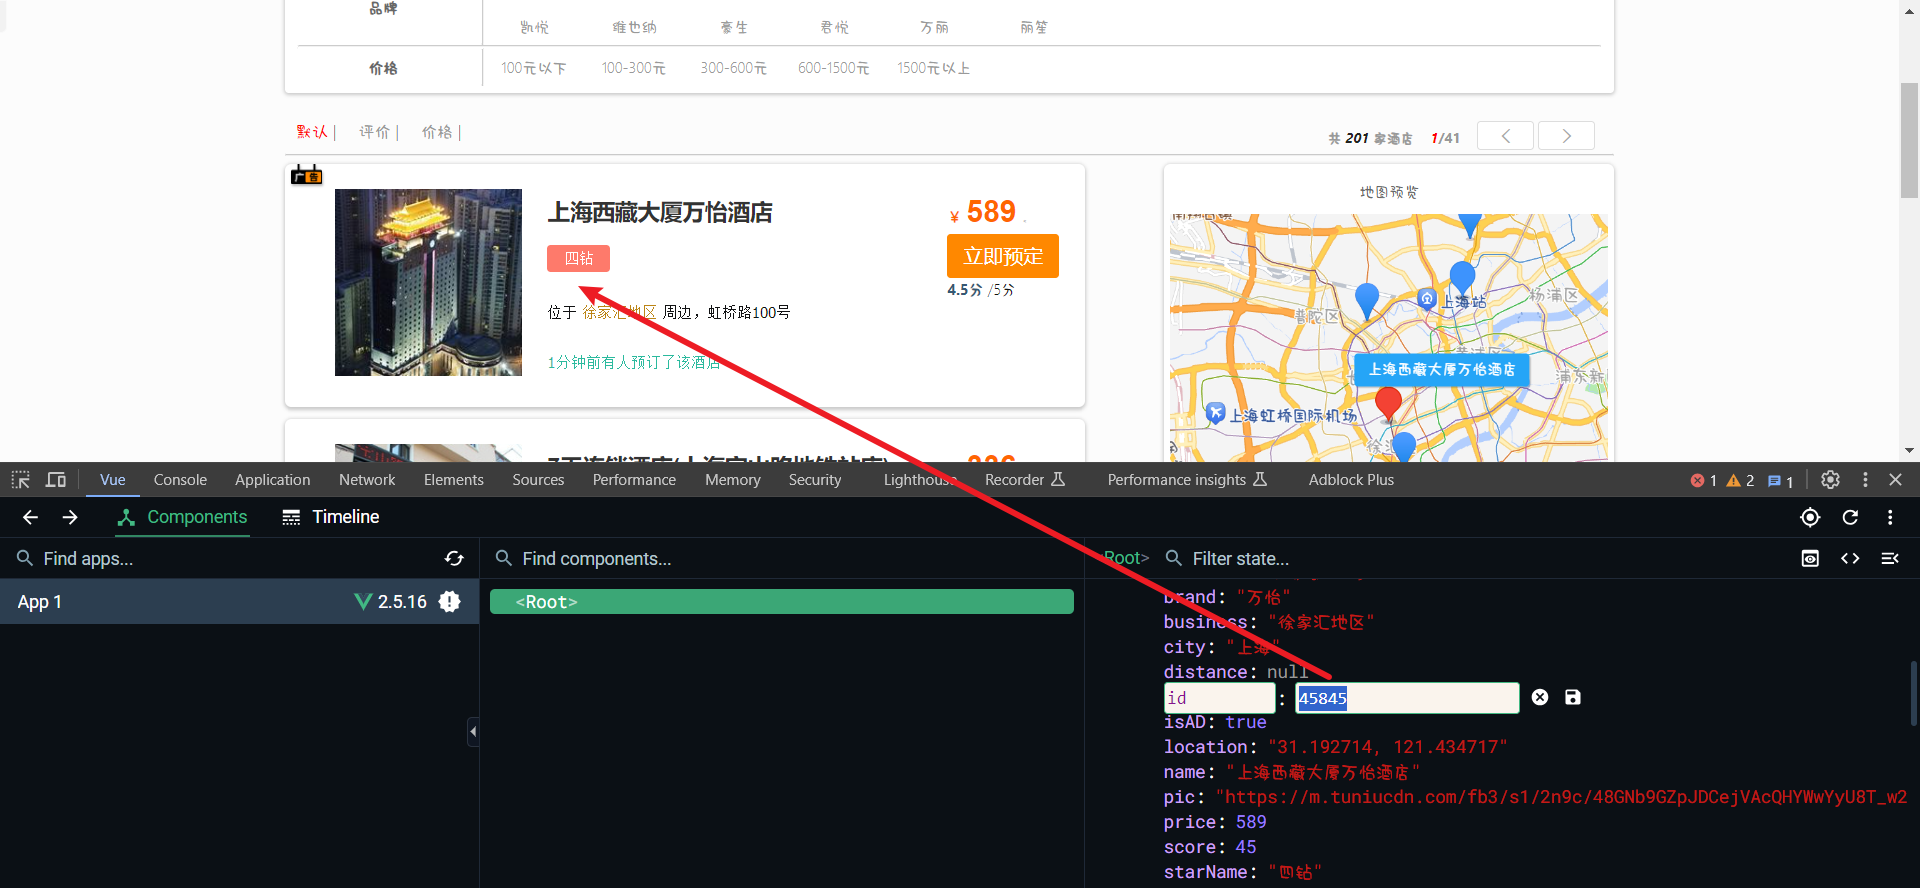 品牌
凯悦 维也纳 豪生 君悦 万丽 丽笙
价格 100元以下 100-300元 300-600元 600-1500元 1500元以上
默认| 评价| 价格|
共 201 家酒店 1/41
广告
上海西藏大厦万怡酒店
四钻
位于 徐家汇地区 周边，虹桥路100号
1分钟前有人预订了该酒店
¥ 589
立即预定
4.5分 /5分
地图预览
上海站
杨浦区
普陀区
黄浦区
上海西藏大厦万怡酒店
浦东新
上海虹桥国际机场
徐汇
336
Vue Console Application Network Elements Sources Performance Memory Security Lighthouse Recorder Performance insights Adblock Plus 1 2 1
Components Timeline
Find apps... Find components... <Root> Filter state...
App 1 2.5.16 <Root>
brand: "万怡"
business: "徐家汇地区"
city: "上海"
distance: null
id : 45845
isAD: true
location: "31.192714, 121.434717"
name: "上海西藏大厦万怡酒店"
pic: "https://m.tuniucdn.com/fb3/s1/2n9c/48GNb9GZpJDCejVAcQHYWwYyU8T_w2
price: 589
score: 45
starName: "四钻"